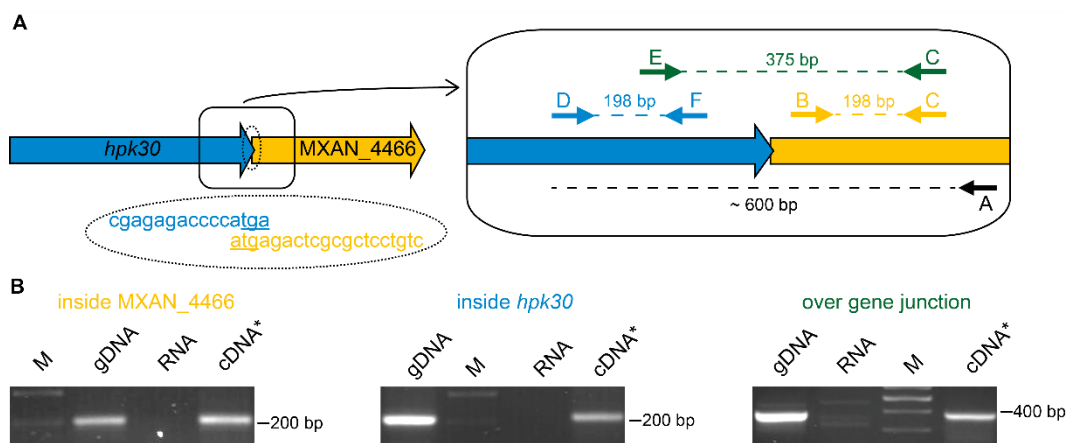 A
E
375 bp
C
D
198 bp
F
B
198 bp
C
hpk30
MXAN_4466
~ 600 bp
A
cgagagaccccatga
atgagactcgcgctcctgtc
B
inside MXAN_4466
inside hpk30
over gene junction
M
gDNA
RNA
cDNA*
gDNA
M
RNA
cDNA*
gDNA
RNA
M
cDNA*
200 bp
200 bp
400 bp